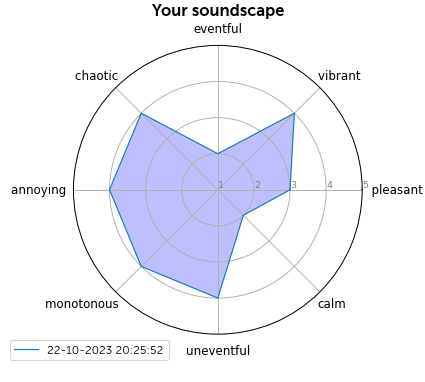 Your soundscape
eventful
chaotic
vibrant
annoying
1
2
3
4
5
pleasant
monotonous
calm
22-10-2023 20:25:52
uneventful